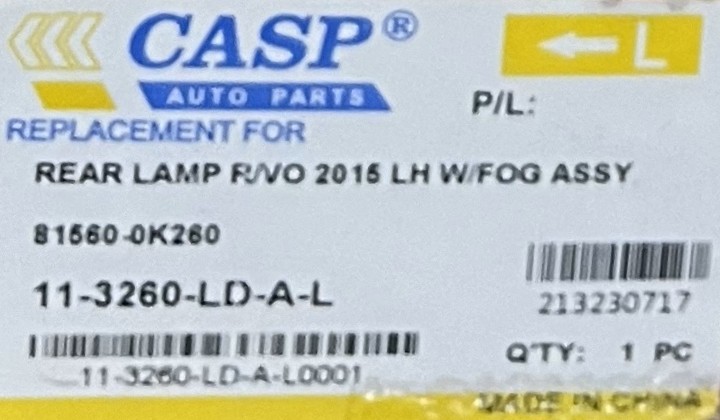 CASP®
← L
AUTO PARTS
P/L:
REPLACEMENT FOR
REAR LAMP R/VO 2015 LH W/FOG ASSY
81560-0K260
11-3260-LD-A-L
213230717
11-3260-LD-A-L0001
Q'TY: 1 PC
MADE IN CHINA